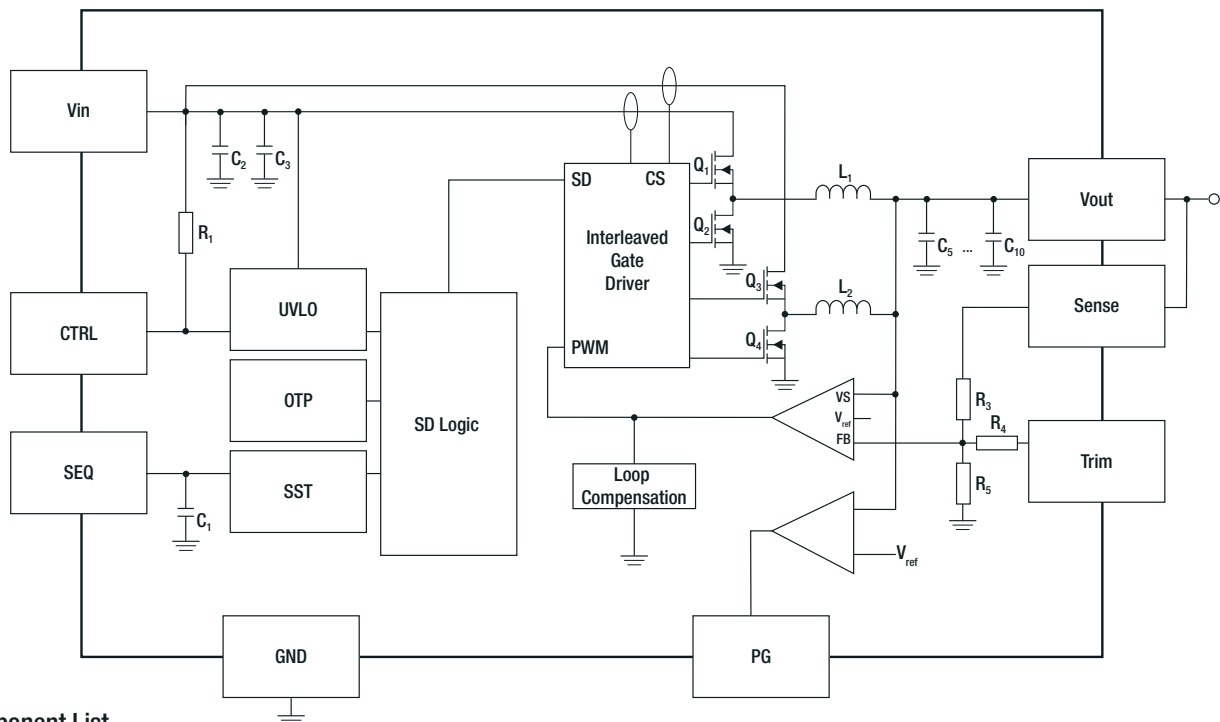 Vin
C2
C3
R1
SD
CS
Interleaved
Gate
Driver
PWM
Q1
Q2
Q3
Q4
L1
L2
C5
...
C10
Vout
Sense
CTRL
UVLO
OTP
SD Logic
SEQ
C1
SST
VS
Vref
FB
R3
R4
R5
Trim
Loop
Compensation
Vref
GND
PG
ponent List